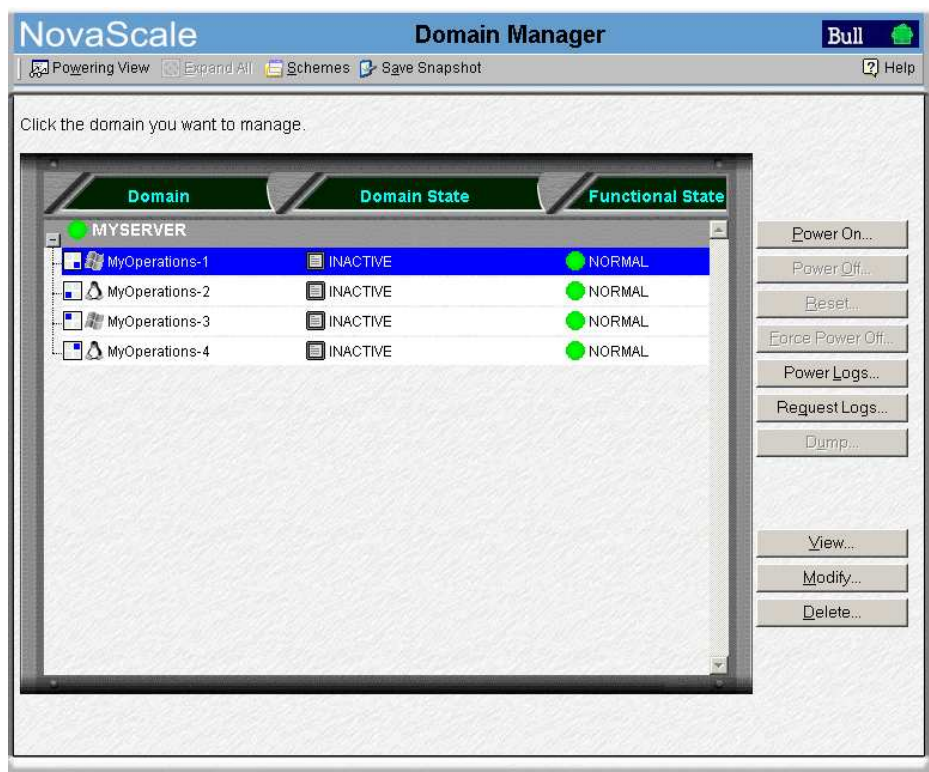 NovaScale Domain Manager Bull
Powering View Expand All Schemes Save Snapshot Help
Click the domain you want to manage.
Domain Domain State Functional State
MYSERVER
MyOperations-1 INACTIVE NORMAL
MyOperations-2 INACTIVE NORMAL
MyOperations-3 INACTIVE NORMAL
MyOperations-4 INACTIVE NORMAL
Power On...
Power Off...
Reset...
Force Power Off...
Power Logs...
Request Logs...
Dump...
View...
Modify...
Delete...